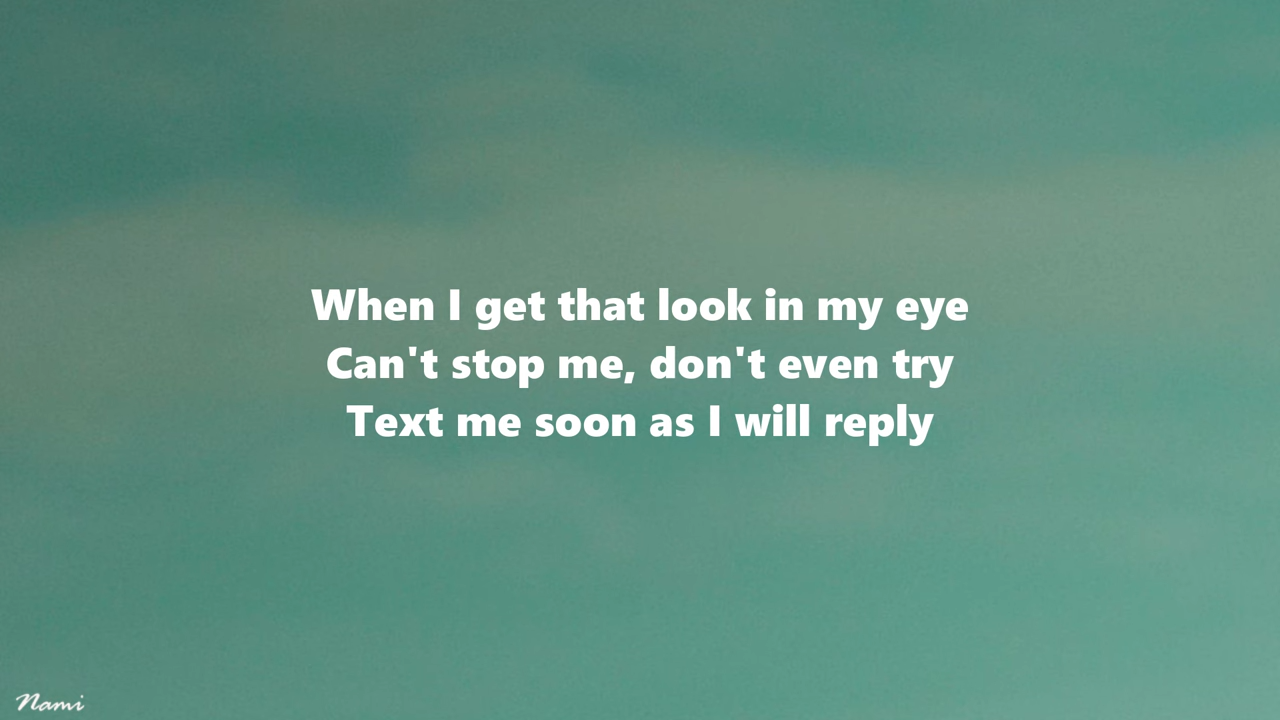 When I get that look in my eye
Can't stop me, don't even try
Text me soon as I will reply
Nami